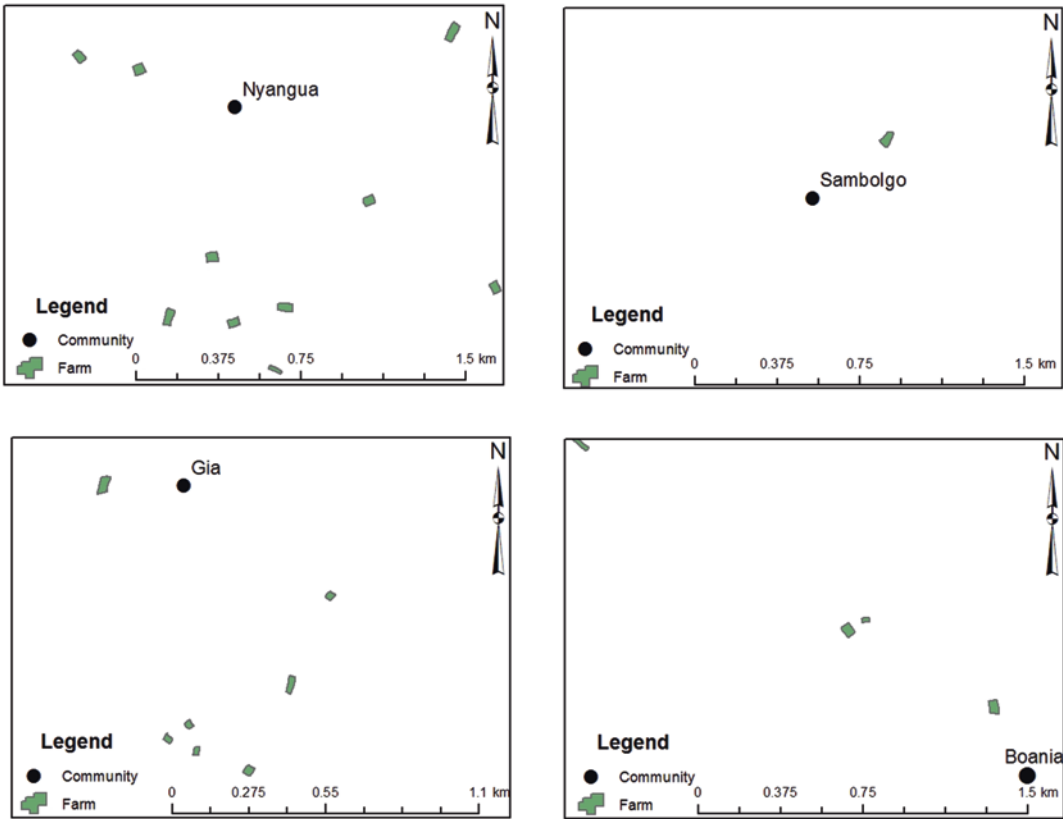 N
Nyangua
Legend
Community
Farm
0 0.375 0.75 1.5 km
N
Sambolgo
Legend
Community
Farm
0 0.375 0.75 1.5 km
N
Gia
Legend
Community
Farm
0 0.275 0.55 1.1 km
N
Legend
Boania
Community
Farm
0 0.375 0.75 1.5 km